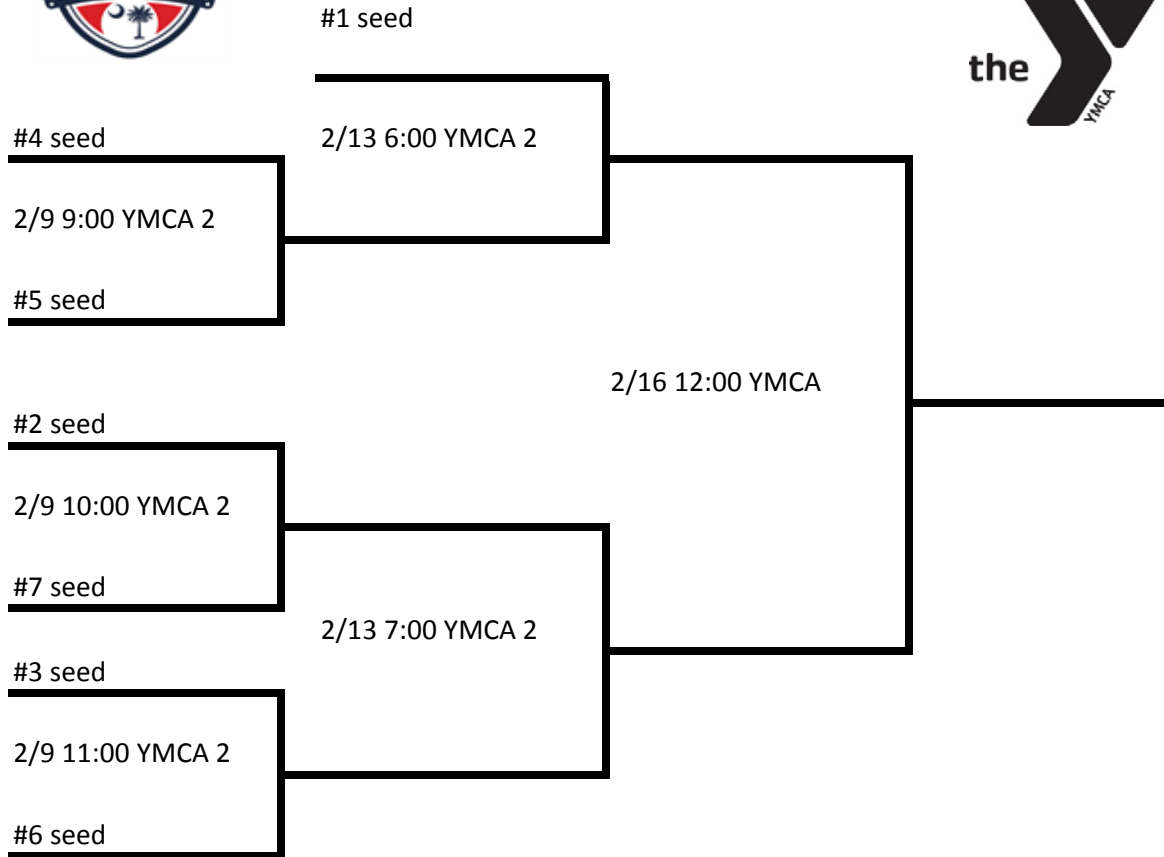 #1 seed
the
YMCA
#4 seed
2/13 6:00 YMCA 2
2/9 9:00 YMCA 2
#5 seed
2/16 12:00 YMCA
#2 seed
2/9 10:00 YMCA 2
#7 seed
2/13 7:00 YMCA 2
#3 seed
2/9 11:00 YMCA 2
#6 seed